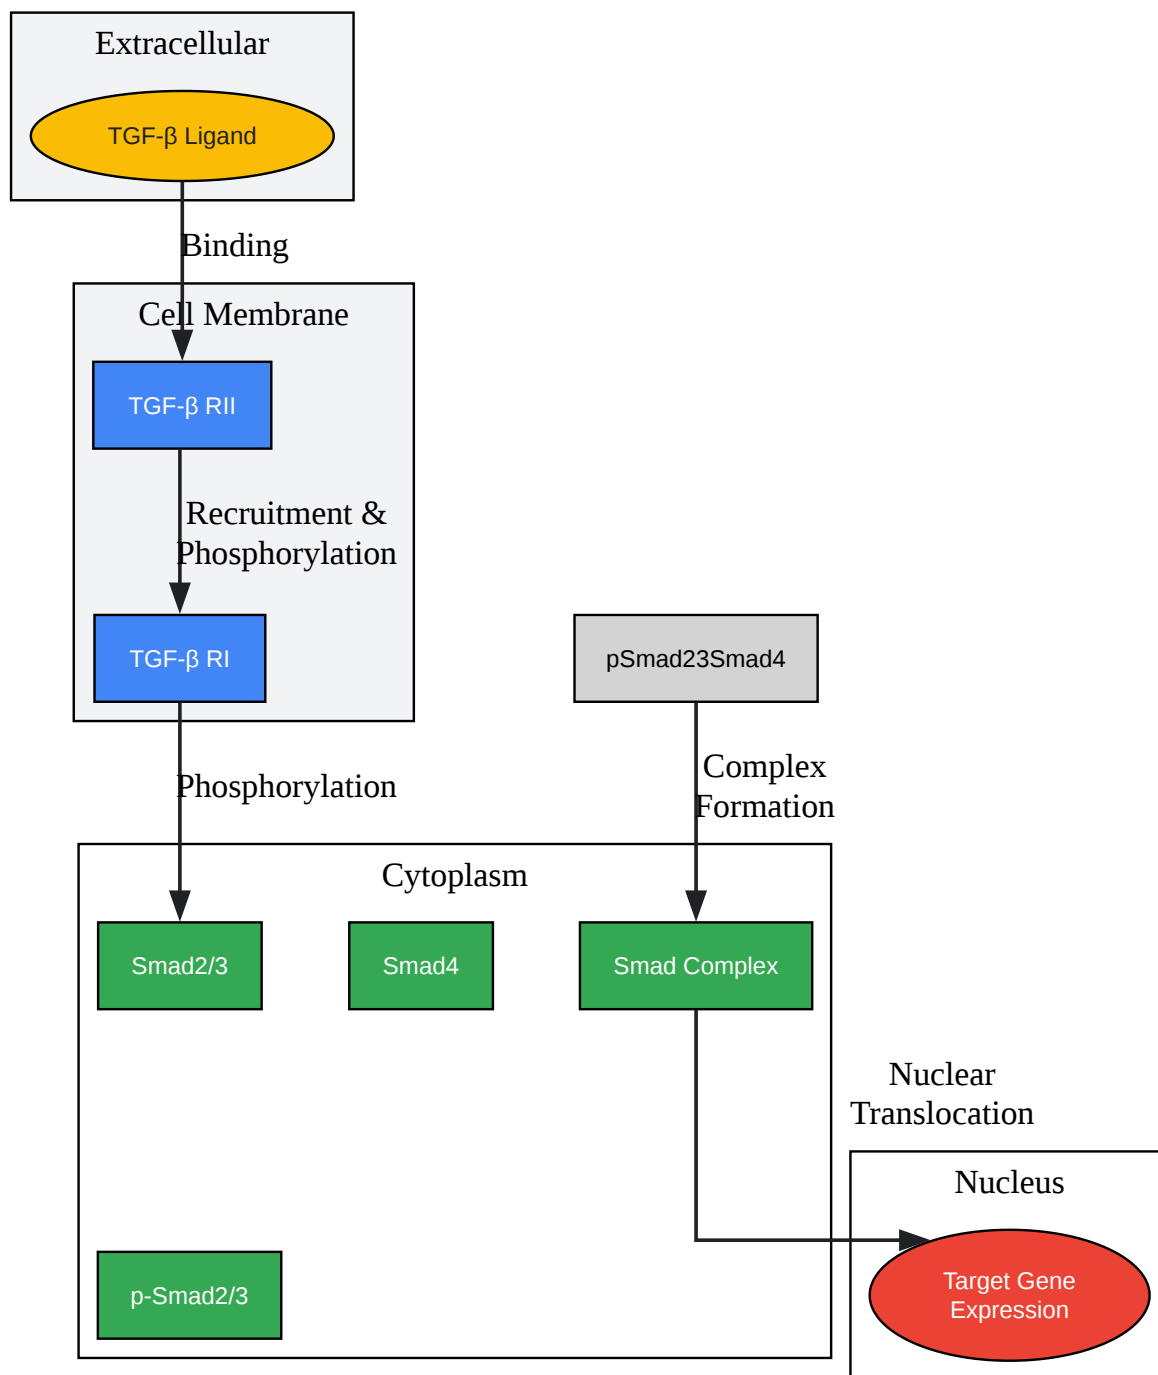 Extracellular
TGF-β Ligand
Binding
Cell Membrane
TGF-β RII
Recruitment &
Phosphorylation
TGF-β RI
pSmad23Smad4
Phosphorylation
Complex
Formation
Cytoplasm
Smad2/3
Smad4
Smad Complex
Nuclear
Translocation
Nucleus
p-Smad2/3
Target Gene
Expression